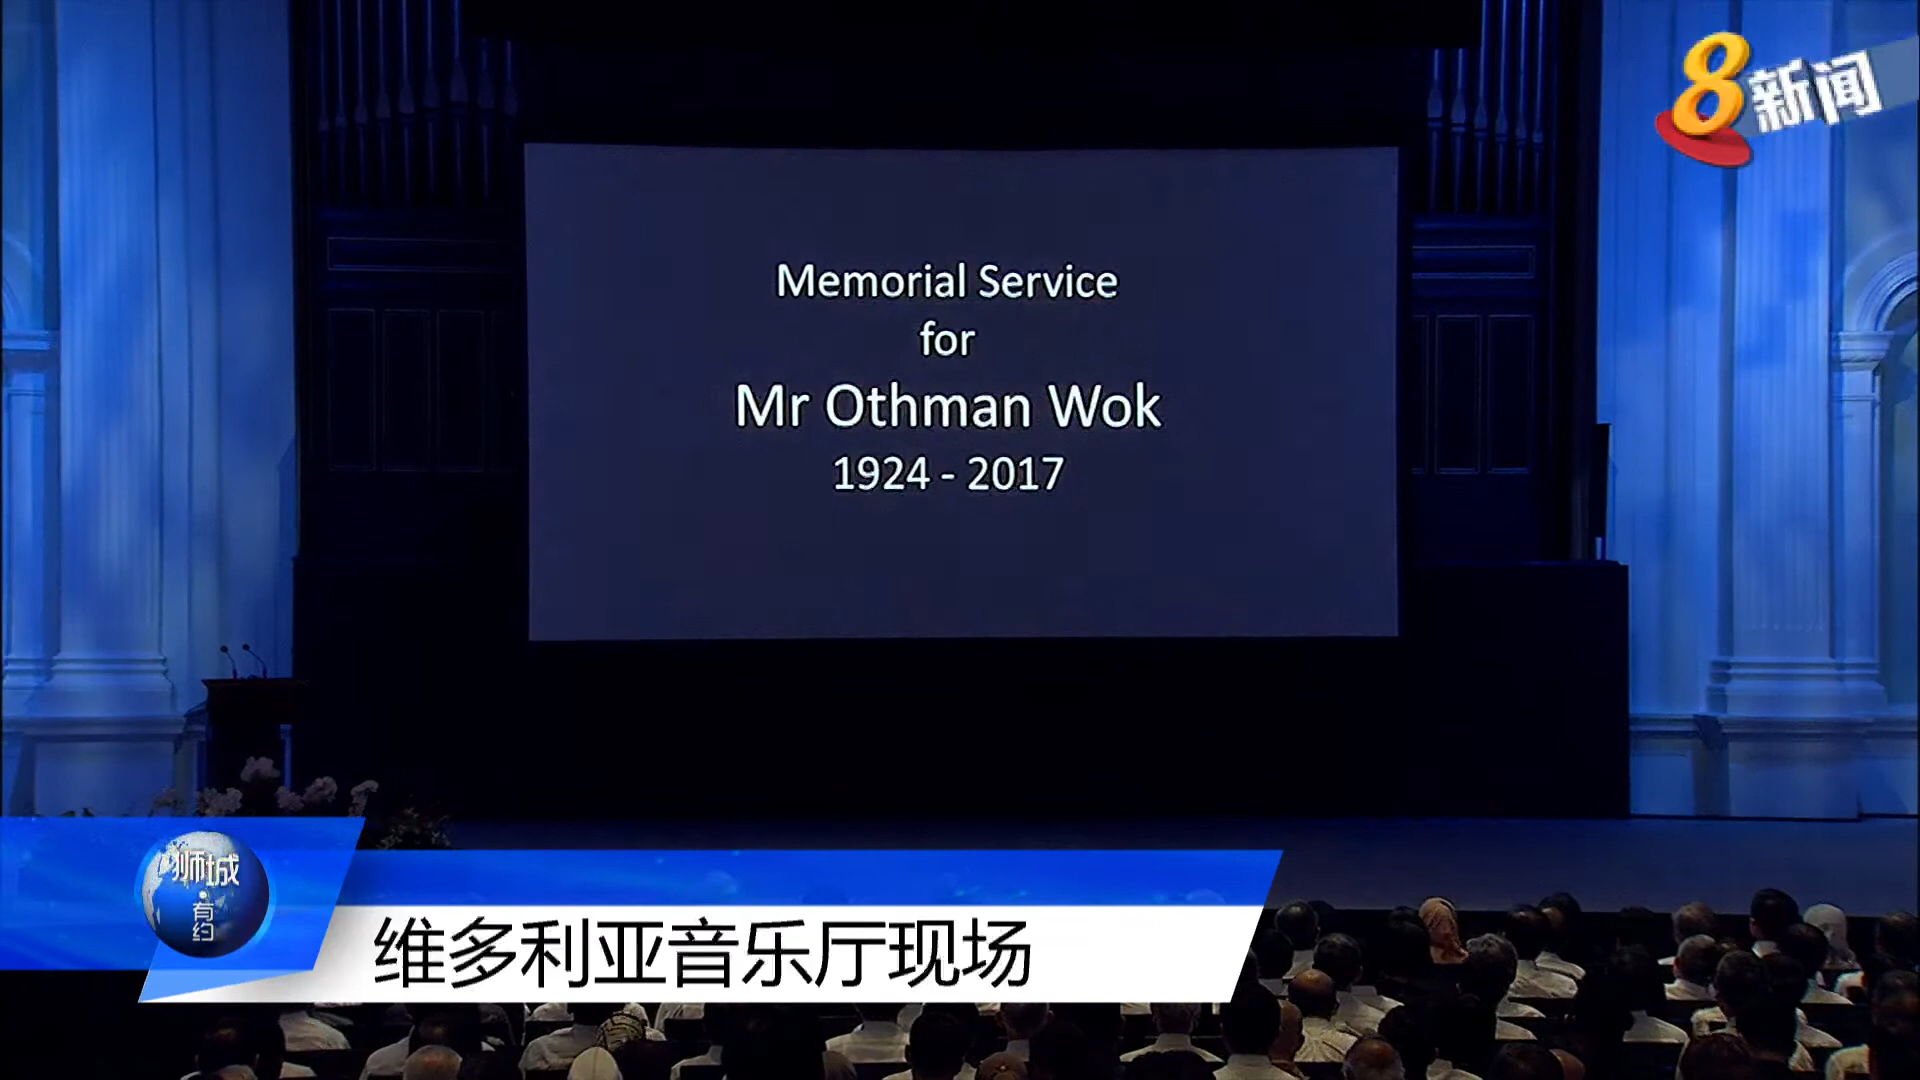 8新闻
Memorial Service
for
Mr Othman Wok
1924 - 2017
狮城
有约
维多利亚音乐厅现场